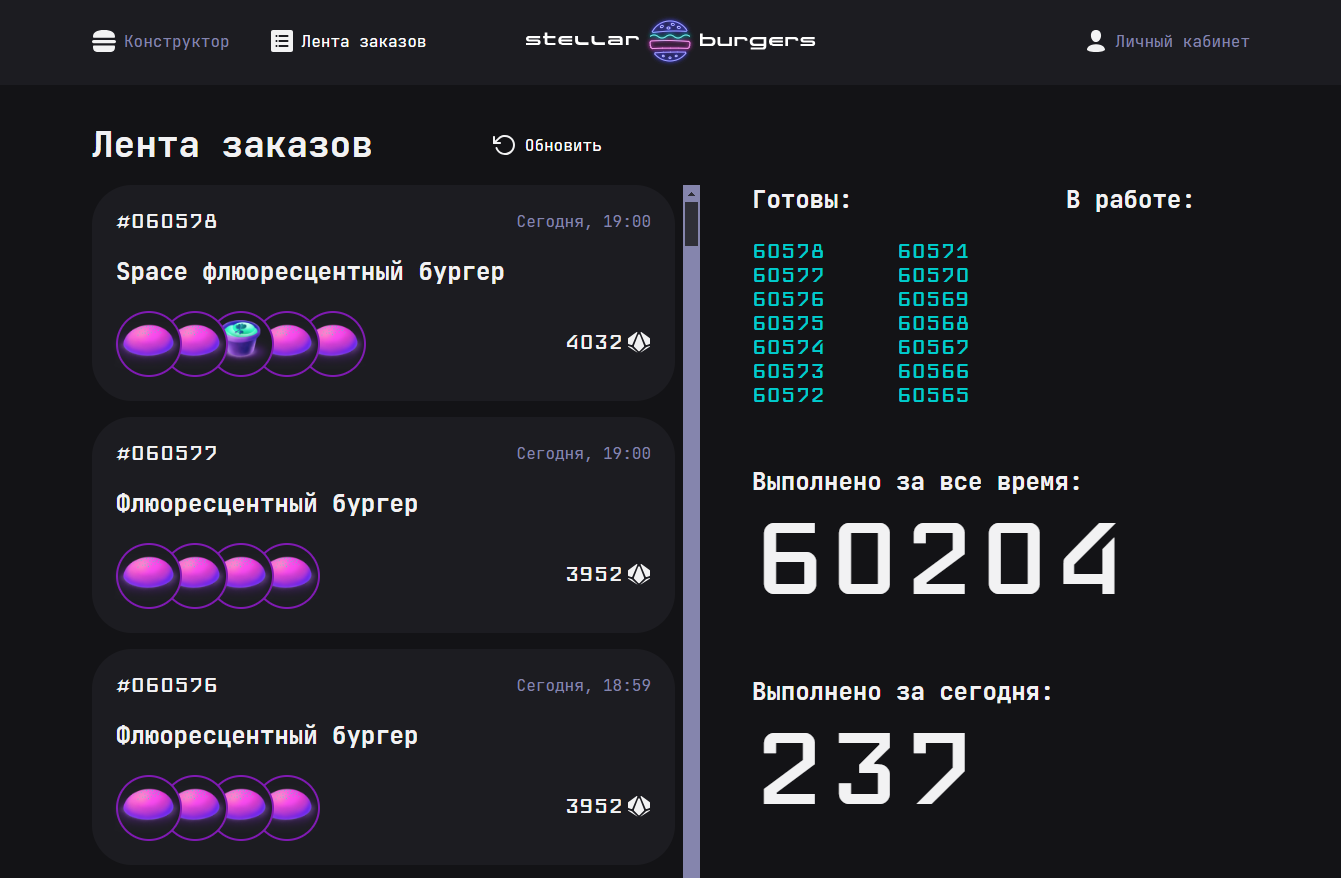 Конструктор
Лента заказов
stellar burgers
Личный кабинет
Лента заказов
Обновить
#060578
Сегодня, 19:00
Space флюоресцентный бургер
4032
#060577
Сегодня, 19:00
Флюоресцентный бургер
3952
#060576
Сегодня, 18:59
Флюоресцентный бургер
3952
Готовы:
60578
60577
60576
60575
60574
60573
60572
60571
60570
60569
60568
60567
60566
60565
В работе:
Выполнено за все время:
60204
Выполнено за сегодня:
237